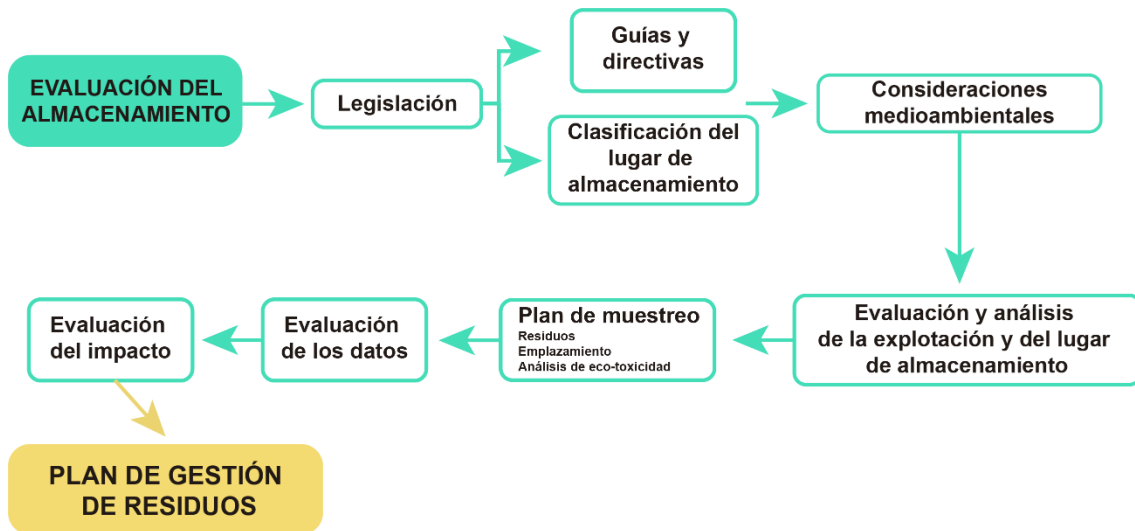 EVALUACIÓN DEL
ALMACENAMIENTO
Legislación
Guías y
directivas
Clasificación del
lugar de
almacenamiento
Consideraciones
medioambientales
Evaluación y análisis
de la explotación y del lugar
de almacenamiento
Plan de muestreo
Residuos
Emplazamiento
Análisis de eco-toxicidad
Evaluación
de los datos
Evaluación
del impacto
PLAN DE GESTIÓN
DE RESIDUOS